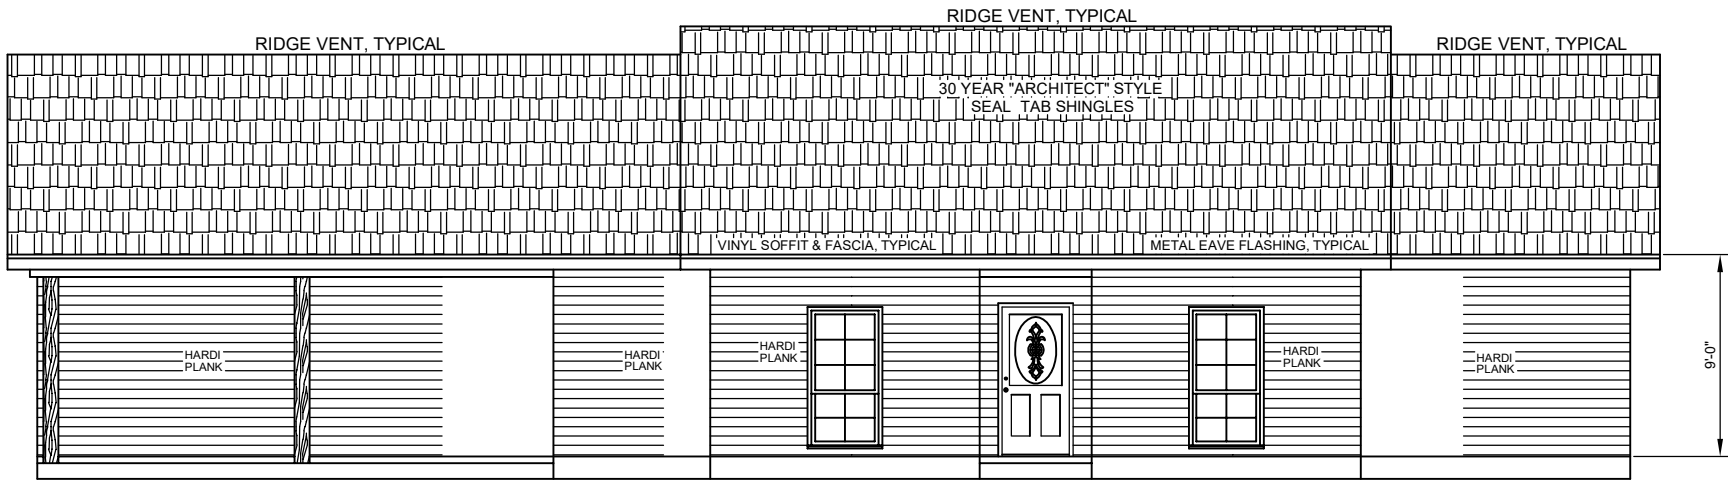 RIDGE VENT, TYPICAL
RIDGE VENT, TYPICAL
RIDGE VENT, TYPICAL
30 YEAR "ARCHITECT" STYLE
SEAL TAB SHINGLES
VINYL SOFFIT & FASCIA, TYPICAL
METAL EAVE FLASHING, TYPICAL
HARDI
PLANK
HARDI
PLANK
HARDI
PLANK
HARDI
PLANK
HARDI
PLANK
9'-0"